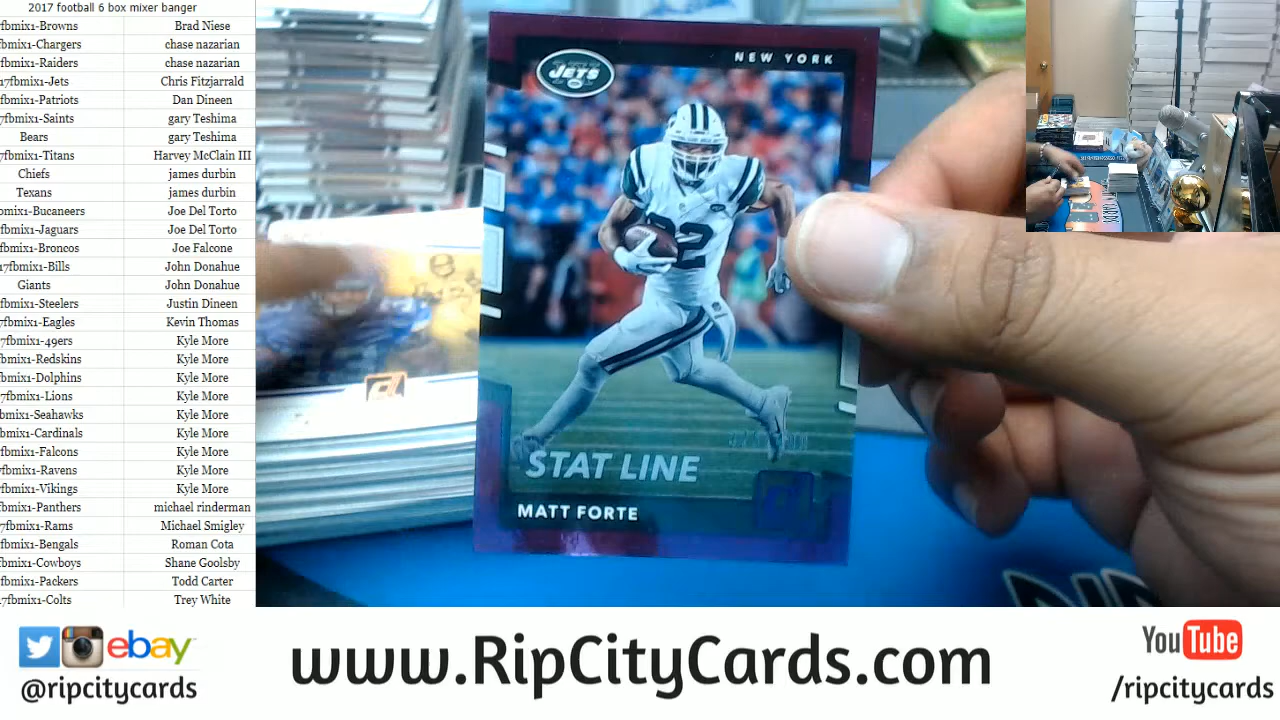 2017 football 6 box mixer banger
fbmix1-Browns Brad Niese
fbmix1-Chargers chase nazarian
fbmix1-Raiders chase nazarian
17fbmix1-Jets Chris Fitzjarrald
fbmix1-Patriots Dan Dineen
fbmix1-Saints gary Teshima
Bears gary Teshima
fbmix1-Titans Harvey McClain III
Chiefs james durbin
Texans james durbin
bmix1-Bucaneers Joe Del Torto
bmix1-Jaguars Joe Del Torto
bmix1-Broncos Joe Falcone
17fbmix1-Bills John Donahue
Giants John Donahue
fbmix1-Steelers Justin Dineen
7fbmix1-Eagles Kevin Thomas
7fbmix1-49ers Kyle More
fbmix1-Redskins Kyle More
fbmix1-Dolphins Kyle More
7fbmix1-Lions Kyle More
bmix1-Seahawks Kyle More
bmix1-Cardinals Kyle More
fbmix1-Falcons Kyle More
fbmix1-Ravens Kyle More
fbmix1-Vikings Kyle More
fbmix1-Panthers michael rinderman
7fbmix1-Rams Michael Smigley
fbmix1-Bengals Roman Cota
bmix1-Cowboys Shane Goolsby
fbmix1-Packers Todd Carter
17fbmix1-Colts Trey White
NEW YORK
JETS
22
STAT LINE
MATT FORTE
ebay
@ripcitycards
www.RipCityCards.com
YouTube
/ripcitycards